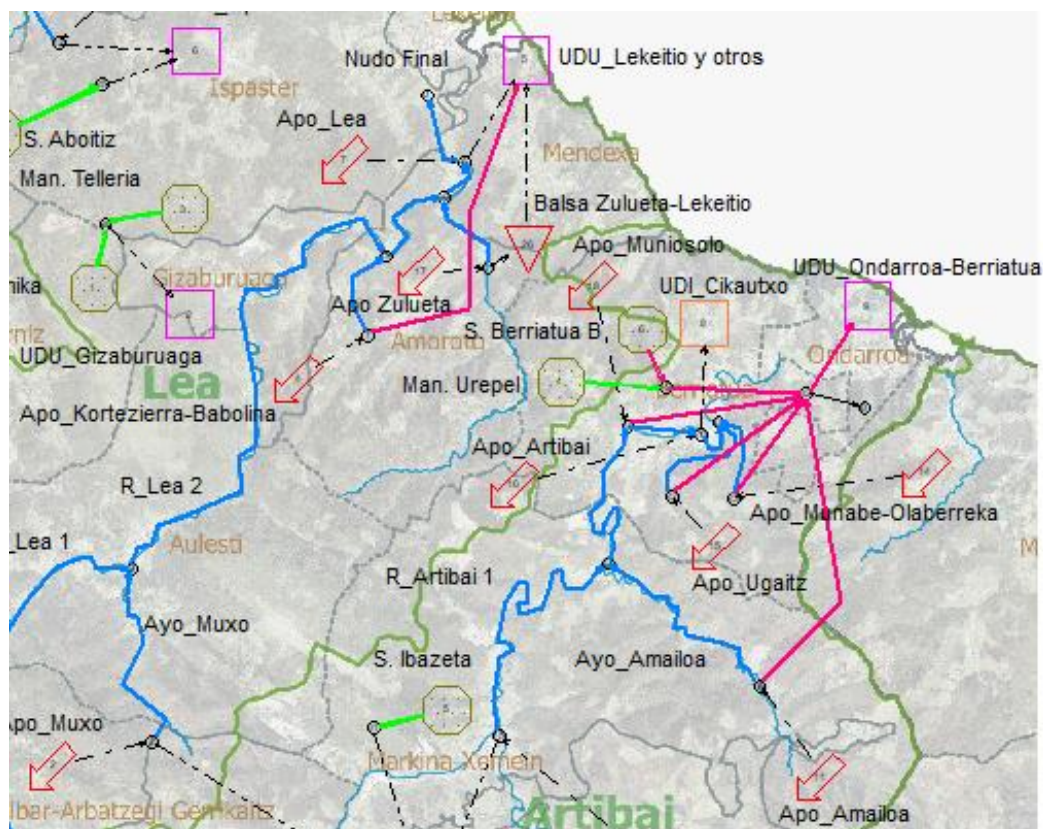 Nudo Final
UDU_Lekeitio y otros
Ispaster
Apo_Lea
S. Aboitiz
Mendexa
Man. Telleria
Balsa Zulueta-Lekeitio
Apo_Muniosolo
UDU_Ondarroa-Berriatua
Gizaburuaga
UDI_Cikautxo
Apo Zulueta
S. Berriatua B
UDU_Gizaburuaga
Amoroto
Ondarroa
Lea
Man. Urepel
Apo_Kortezierra-Babolina
Apo_Artibai
R_Lea 2
Apo_Munabe-Olaberreka
_Lea 1
Aulesti
R_Artibai 1
Apo_Ugaitz
Ayo_Muxo
S. Ibazeta
Ayo_Amailoa
Apo_Muxo
Markina Xemein
Artibai
Apo_Amailoa